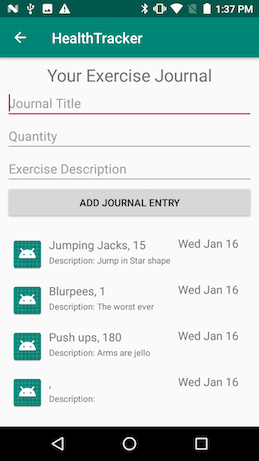 1:37 PM
HealthTracker
Your Exercise Journal
Journal Title
Quantity
Exercise Description
ADD JOURNAL ENTRY
Jumping Jacks, 15 Wed Jan 16
Description: Jump in Star shape
Blurpees, 1 Wed Jan 16
Description: The worst ever
Push ups, 180 Wed Jan 16
Description: Arms are jello
, Wed Jan 16
Description: